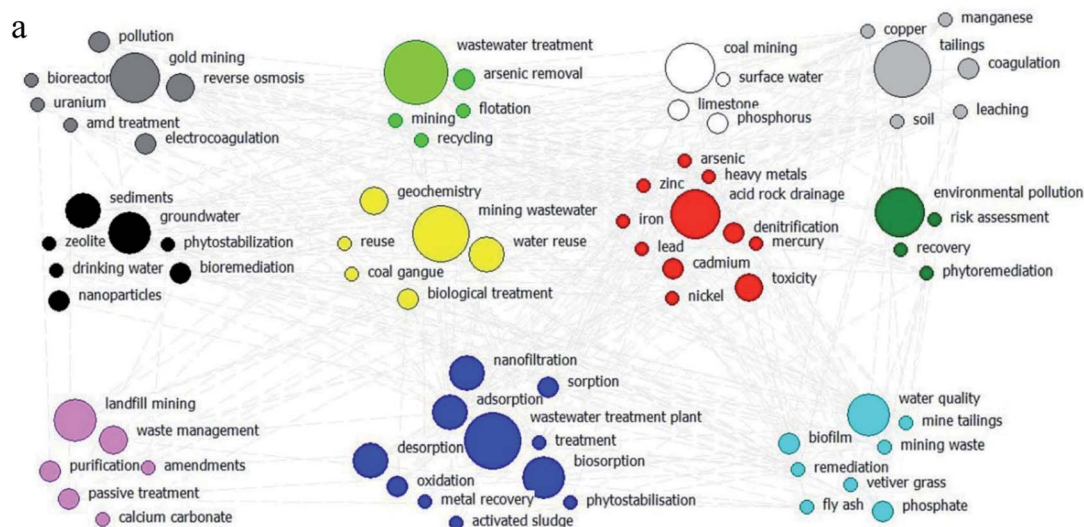 a
pollution
gold mining
bioreactor
reverse osmosis
uranium
amd treatment
electrocoagulation
wastewater treatment
arsenic removal
flotation
mining
recycling
coal mining
surface water
limestone
phosphorus
manganese
copper
tailings
coagulation
leaching
soil
sediments
groundwater
zeolite
phytostabilization
drinking water
bioremediation
nanoparticles
geochemistry
mining wastewater
reuse
water reuse
coal gangue
biological treatment
arsenic
heavy metals
zinc
acid rock drainage
iron
denitrification
mercury
lead
cadmium
toxicity
nickel
environmental pollution
risk assessment
recovery
phytoremediation
landfill mining
waste management
purification
amendments
passive treatment
calcium carbonate
nanofiltration
sorption
adsorption
wastewater treatment plant
treatment
desorption
biosorption
oxidation
metal recovery
phytostabilisation
activated sludge
water quality
mine tailings
biofilm
mining waste
remediation
vetiver grass
fly ash
phosphate